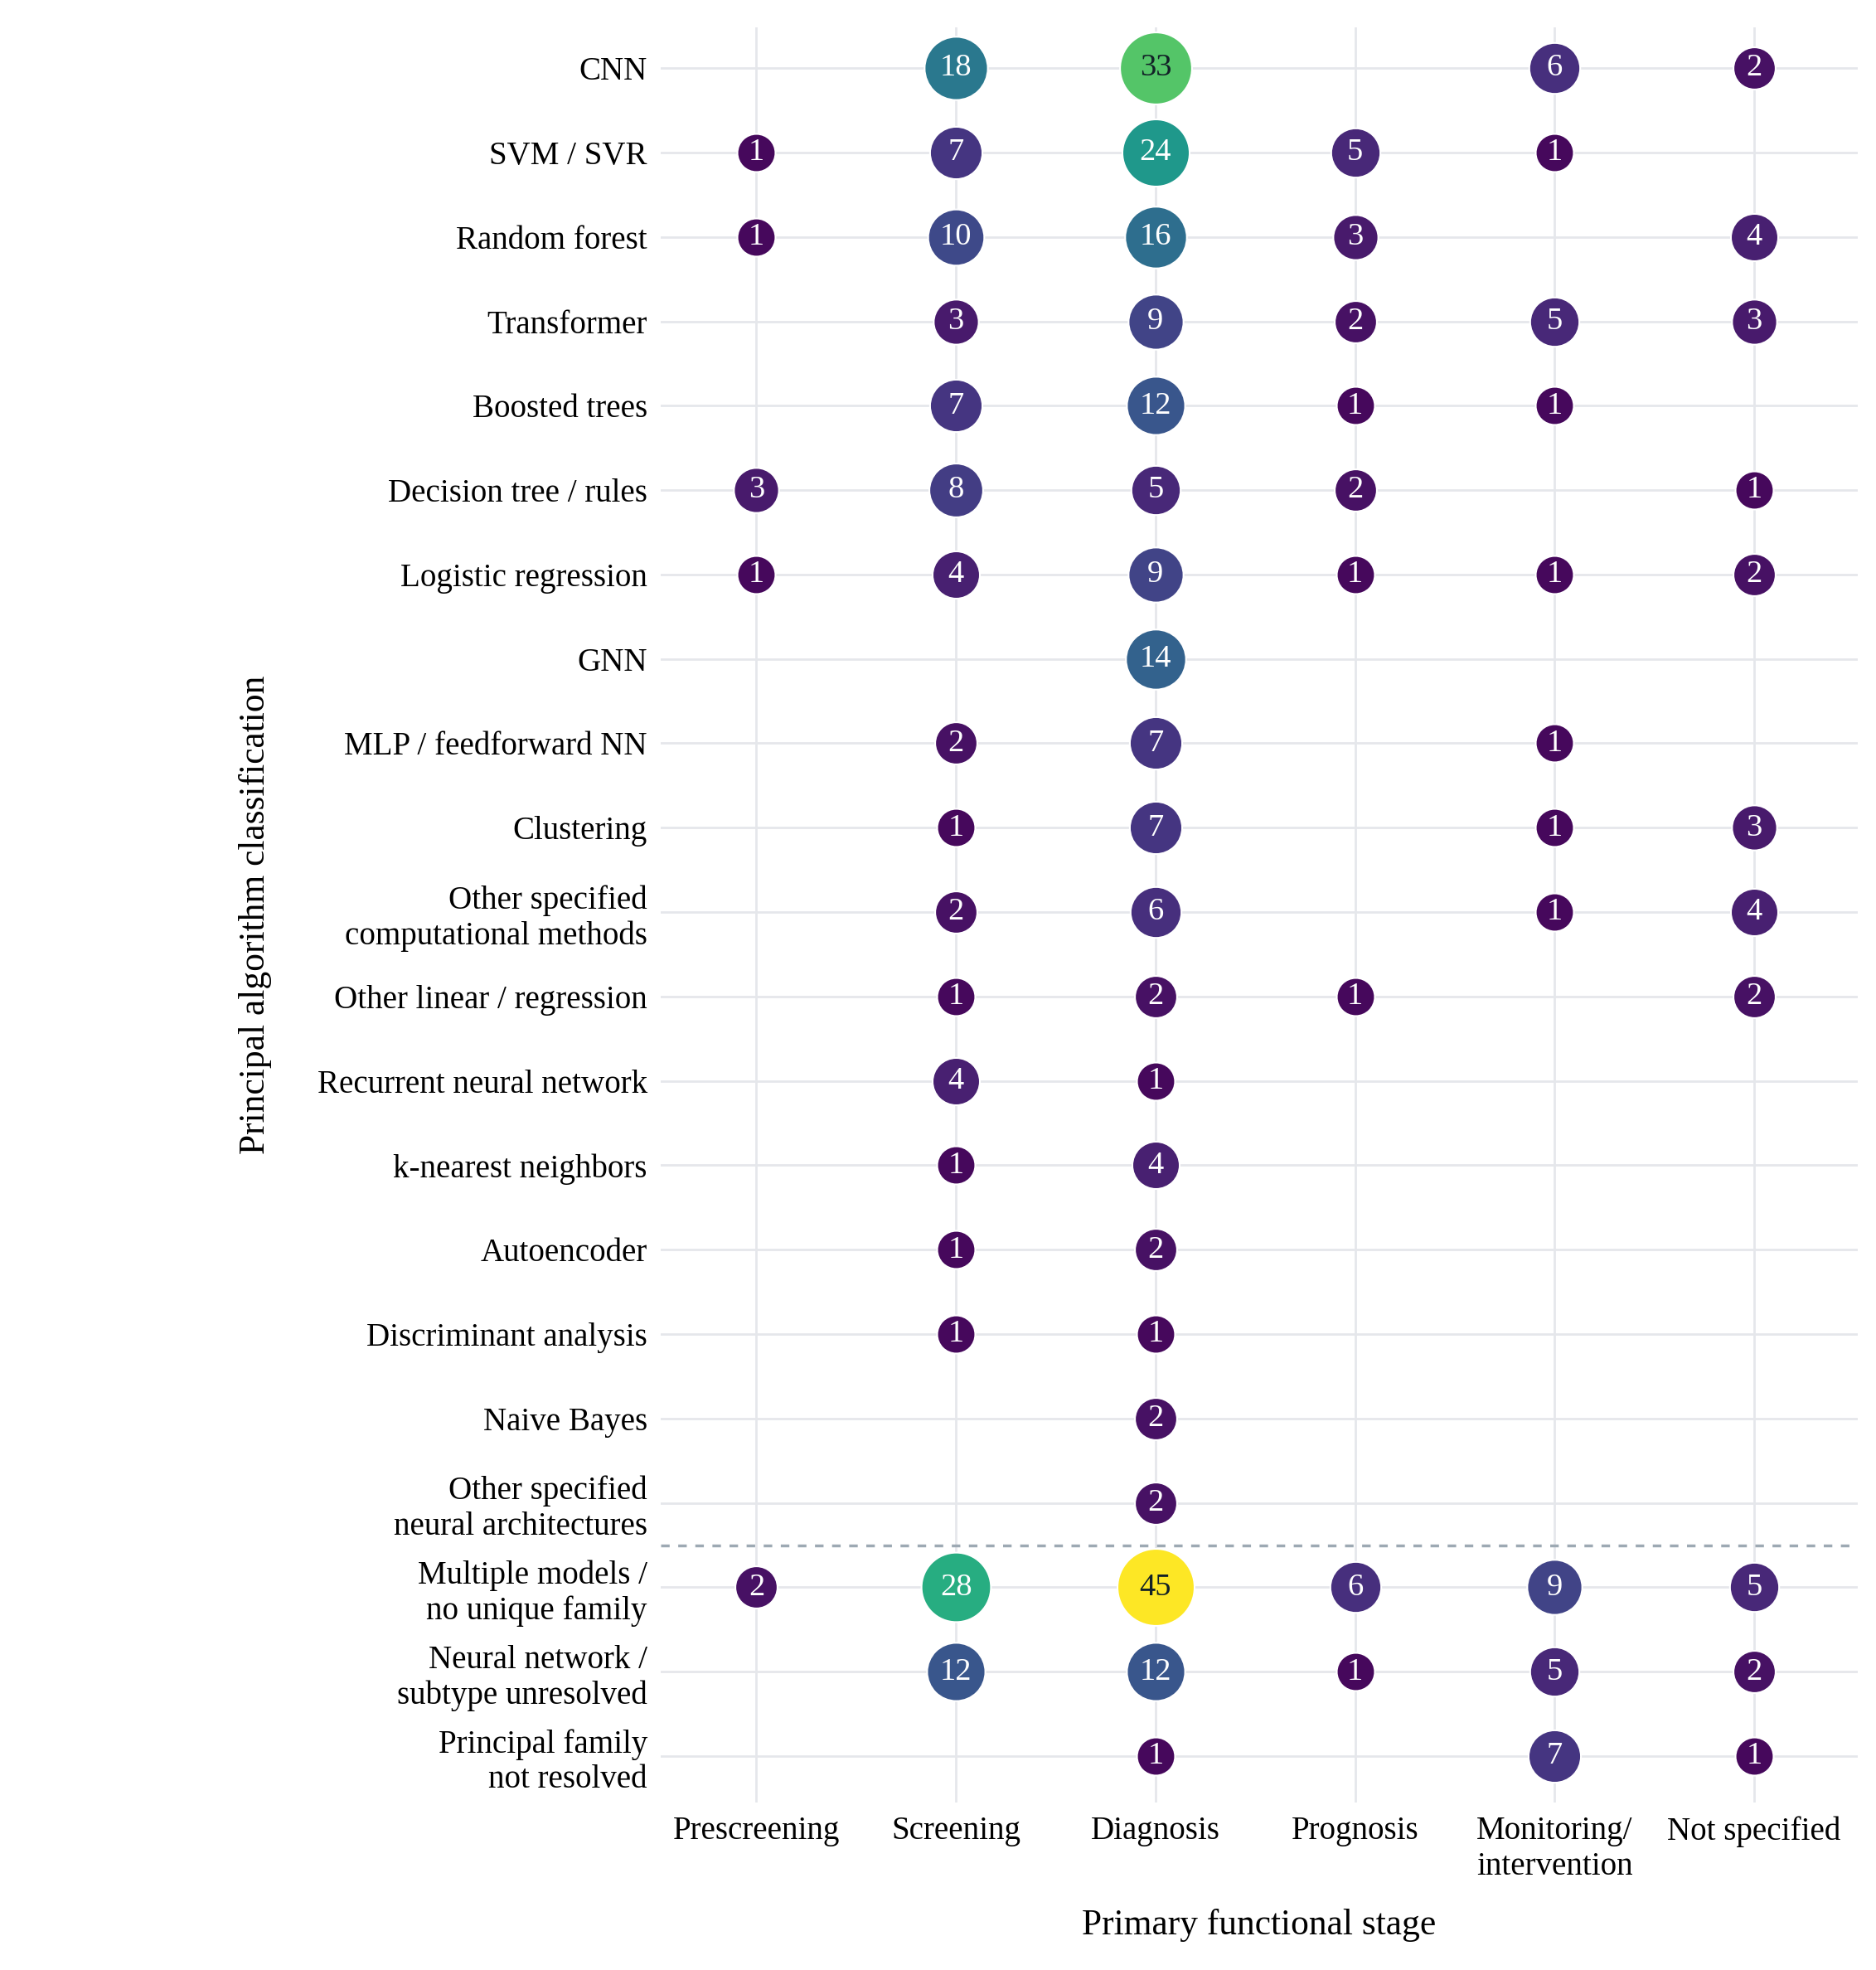 CNN 18 33 6 2
SVM / SVR 1 7 24 5 1
Random forest 1 10 16 3 4
Transformer 3 9 2 5 3
Boosted trees 7 12 1 1
Decision tree / rules 3 8 5 2 1
Logistic regression 1 4 9 1 1 2
GNN 14
MLP / feedforward NN 2 7 1
Clustering 1 7 1 3
Other specified
computational methods 2 6 1 4
Other linear / regression 1 2 1 2
Recurrent neural network 4 1
k-nearest neighbors 1 4
Autoencoder 1 2
Discriminant analysis 1 1
Naive Bayes 2
Other specified
neural architectures 2
Multiple models /
no unique family 2 28 45 6 9 5
Neural network /
subtype unresolved 12 12 1 5 2
Principal family
not resolved 1 7 1
Prescreening Screening Diagnosis Prognosis Monitoring/ Not specified
intervention
Primary functional stage
Principal algorithm classification